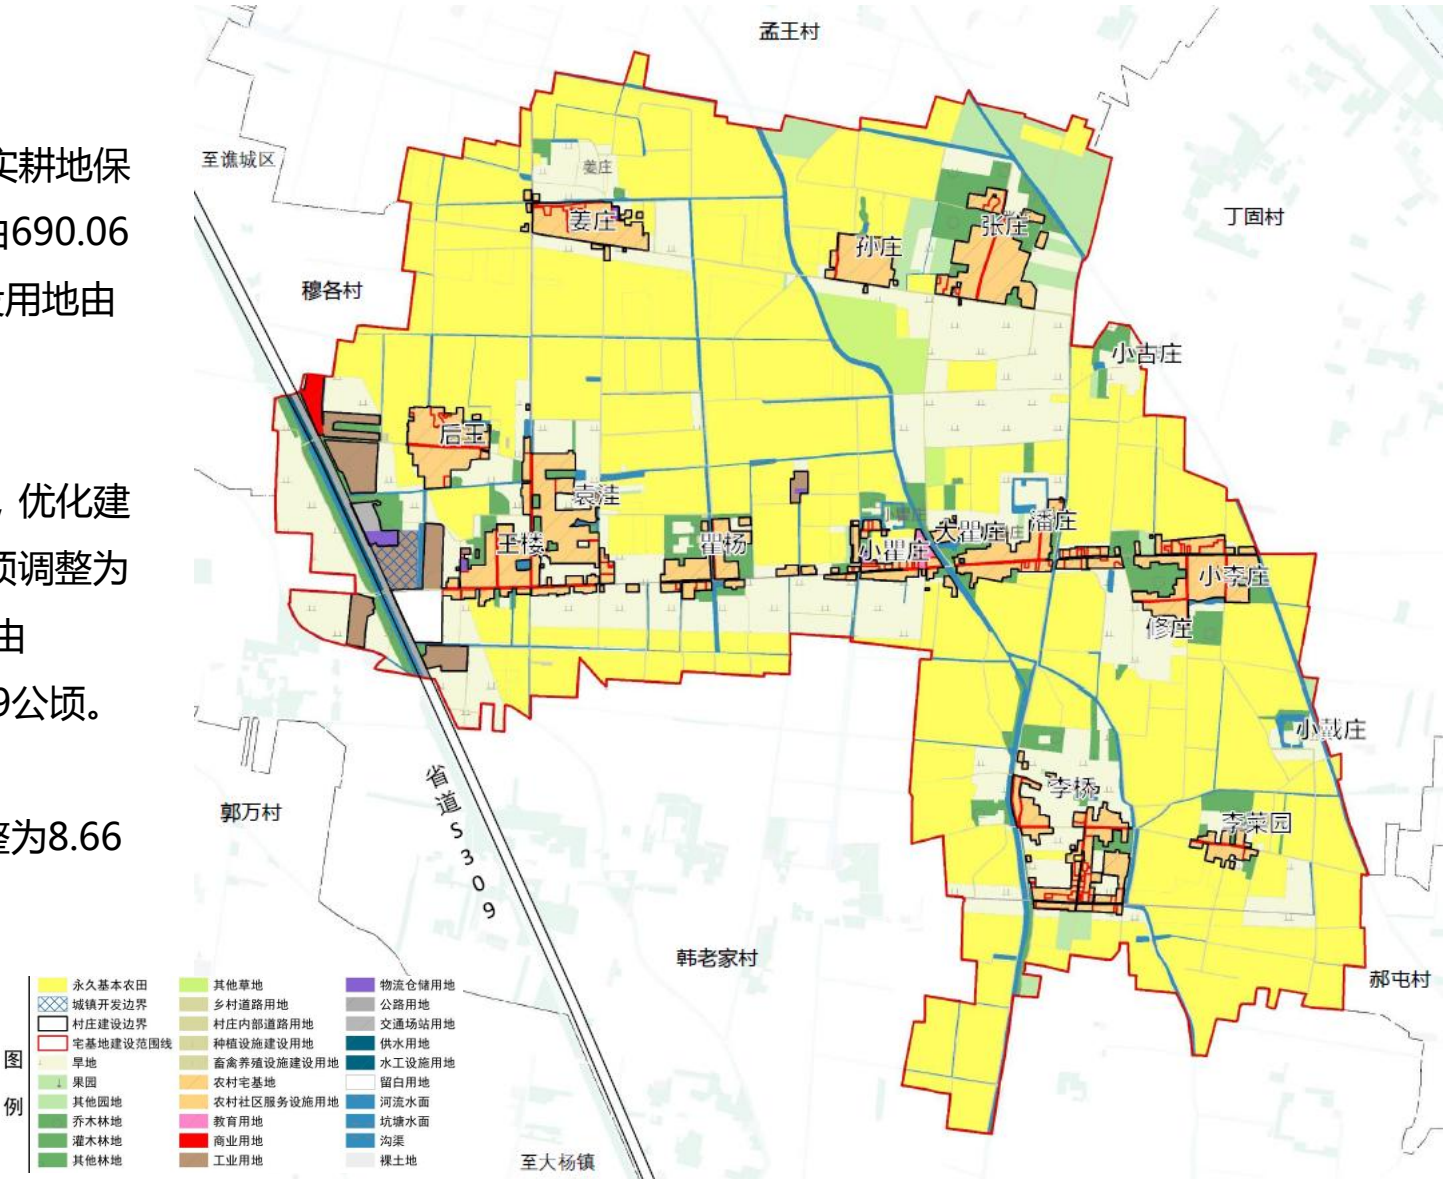 实耕地保
由690.06
设用地由
，优化建
顷调整为
由
9公顷。
整为8.66
孟王村
至谯城区
丁固村
穆各村
姜庄
姜庄
孙庄
张庄
小古庄
后王
袁洼
王楼
瞿杨
小瞿庄
大瞿庄
潘庄
小李庄
修庄
小戴庄
李桥
李菜园
省道S309
郭万村
韩老家村
郝屯村
至大杨镇
图例
永久基本农田
城镇开发边界
村庄建设边界
宅基地建设范围线
旱地
果园
其他园地
乔木林地
灌木林地
其他林地
其他草地
乡村道路用地
村庄内部道路用地
种植设施建设用地
畜禽养殖设施建设用地
农村宅基地
农村社区服务设施用地
教育用地
商业用地
工业用地
物流仓储用地
公路用地
交通场站用地
供水用地
水工设施用地
留白用地
河流水面
坑塘水面
沟渠
裸土地